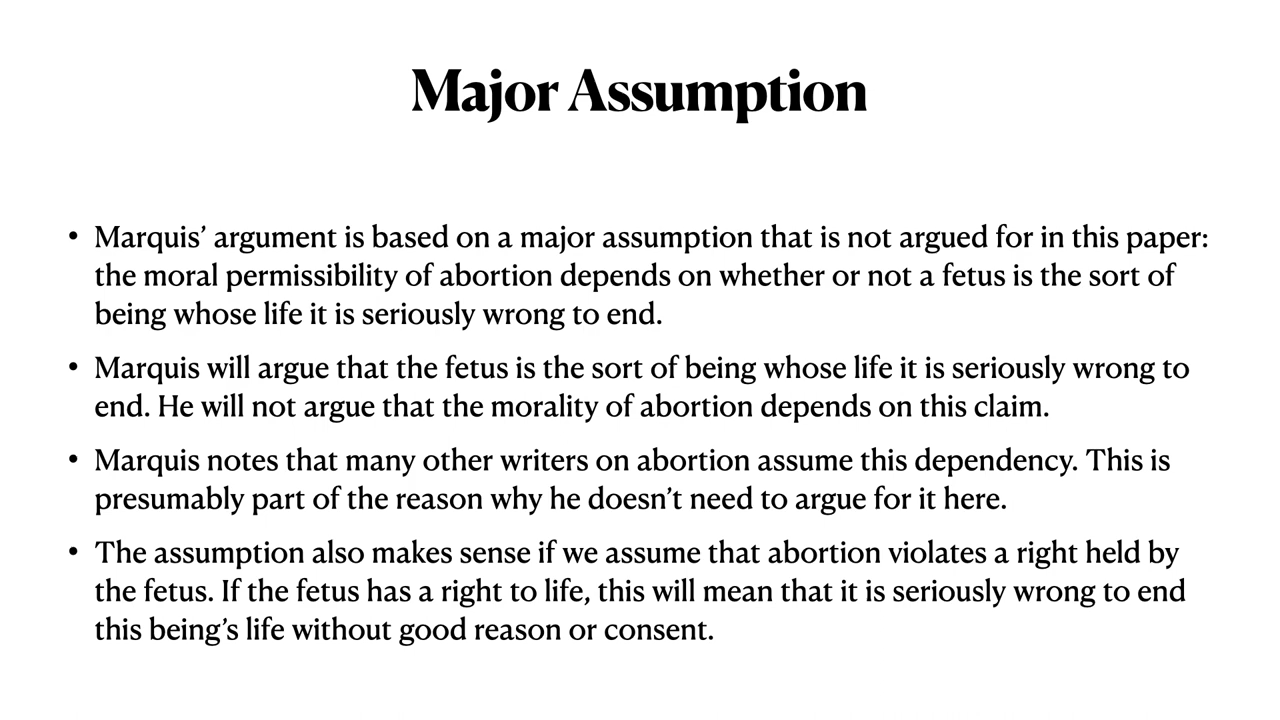 Major Assumption
• Marquis’ argument is based on a major assumption that is not argued for in this paper:
the moral permissibility of abortion depends on whether or not a fetus is the sort of
being whose life it is seriously wrong to end.
• Marquis will argue that the fetus is the sort of being whose life it is seriously wrong to
end. He will not argue that the morality of abortion depends on this claim.
• Marquis notes that many other writers on abortion assume this dependency. This is
presumably part of the reason why he doesn’t need to argue for it here.
• The assumption also makes sense if we assume that abortion violates a right held by
the fetus. If the fetus has a right to life, this will mean that it is seriously wrong to end
this being’s life without good reason or consent.